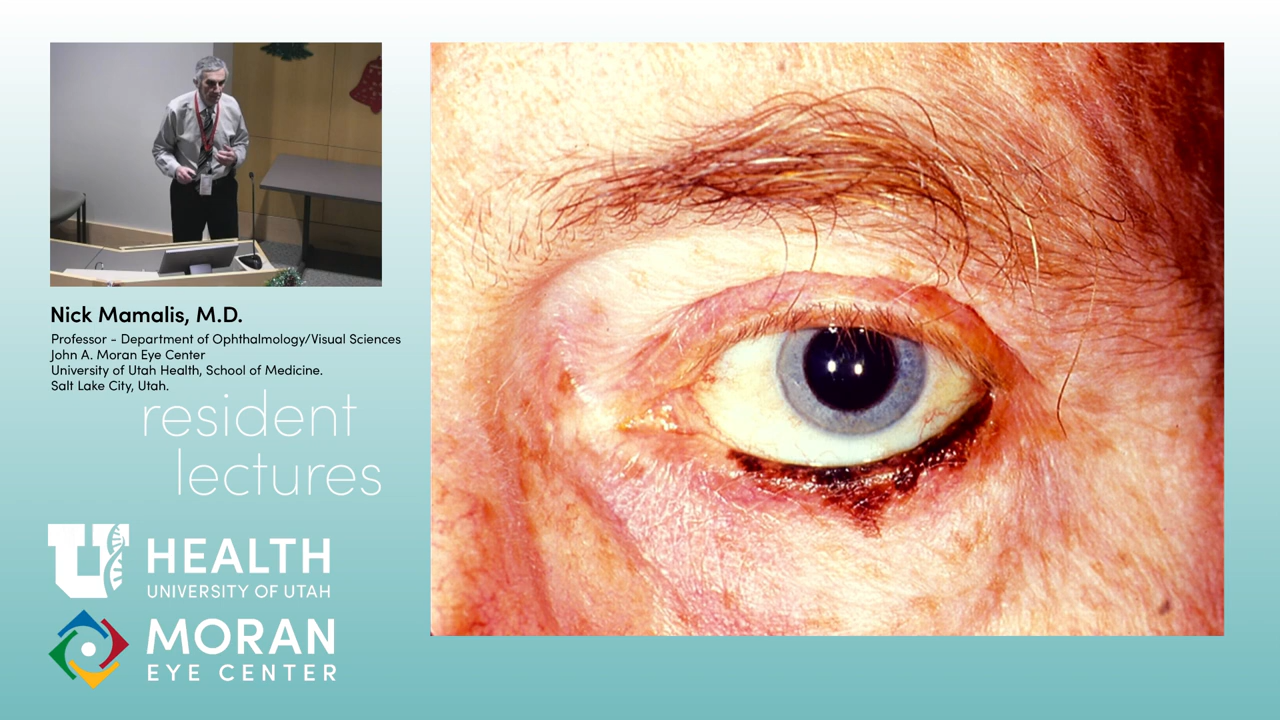 Nick Mamalis, M.D.
Professor - Department of Ophthalmology/Visual Sciences
John A. Moran Eye Center
University of Utah Health, School of Medicine.
Salt Lake City, Utah.
resident
lectures
U HEALTH
UNIVERSITY OF UTAH
MORAN
EYE CENTER